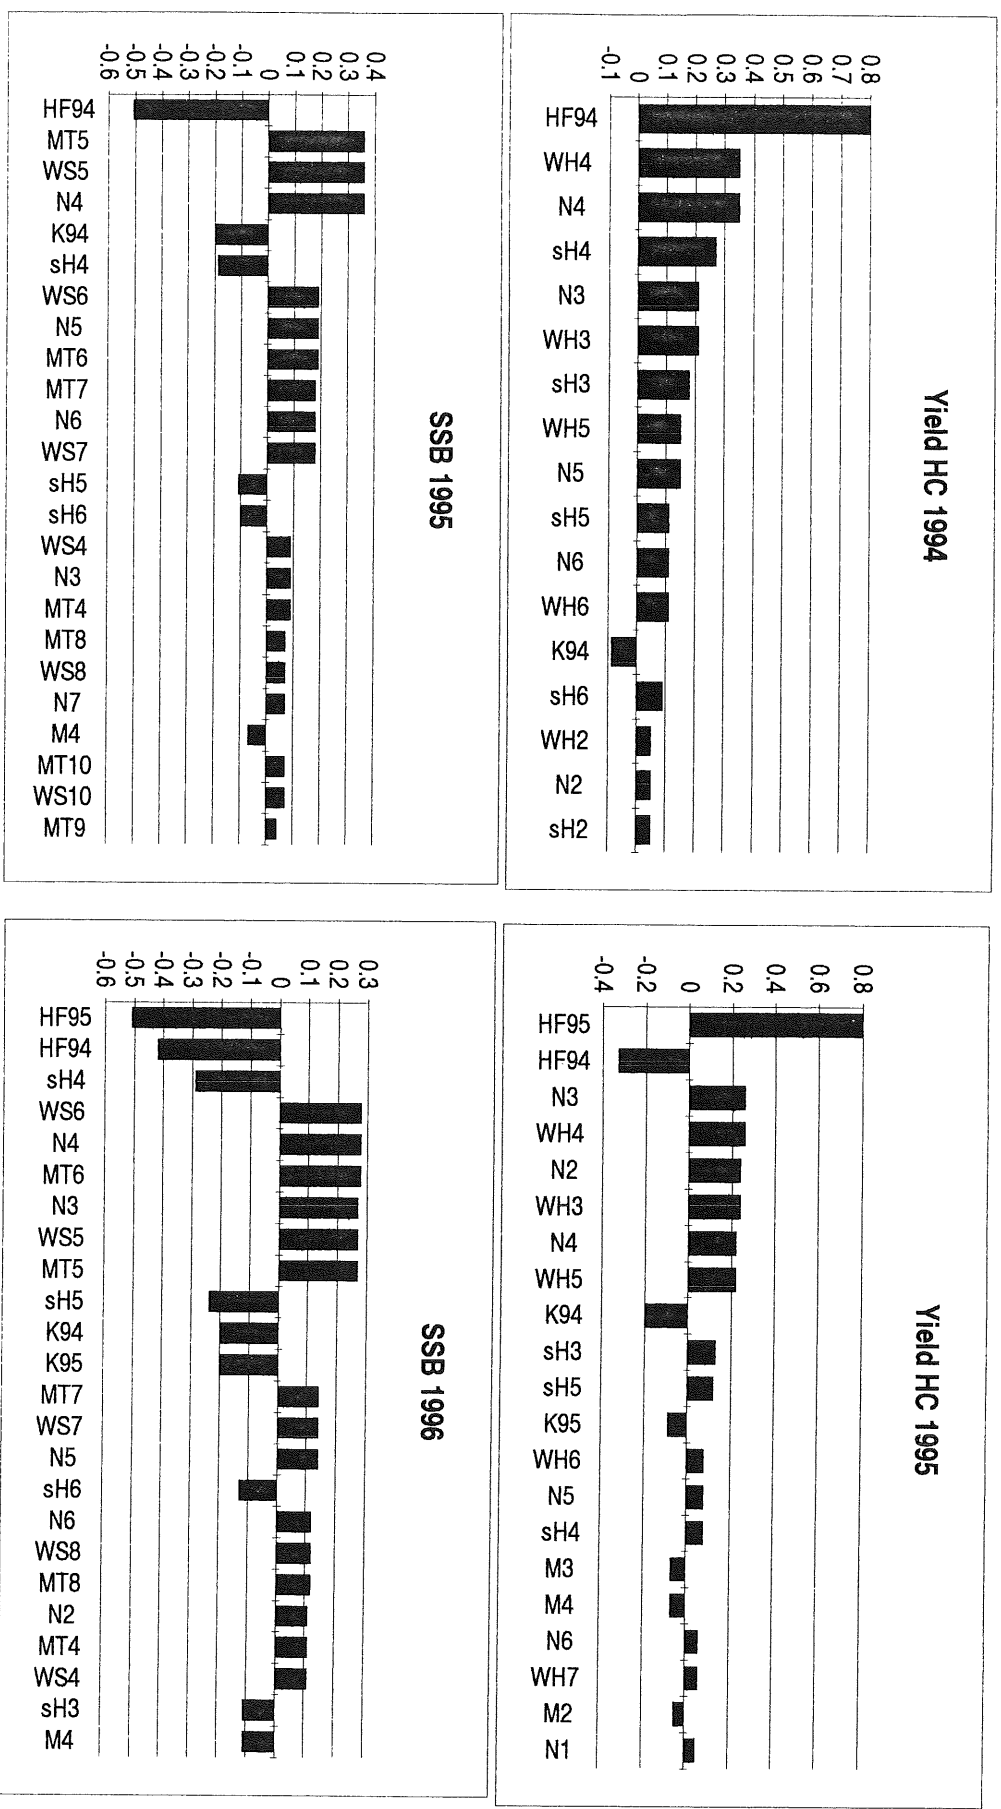 Yield HC 1994
0.8
0.7
0.6
0.5
0.4
0.3
0.2
0.1
0
-0.1
HF94
WH4
N4
sH4
N3
WH3
sH3
WH5
N5
sH5
N6
WH6
K94
sH6
WH2
N2
sH2
Yield HC 1995
0.8
0.6
0.4
0.2
0
-0.2
-0.4
HF95
HF94
N3
WH4
N2
WH3
N4
WH5
K94
sH3
sH5
K95
WH6
N5
sH4
M3
M4
N6
WH7
M2
N1
SSB 1995
0.4
0.3
0.2
0.1
0
-0.1
-0.2
-0.3
-0.4
-0.5
-0.6
HF94
MT5
WS5
N4
K94
sH4
WS6
N5
MT6
MT7
N6
WS7
sH5
sH6
WS4
N3
MT4
MT8
WS8
N7
M4
MT10
WS10
MT9
SSB 1996
0.3
0.2
0.1
0
-0.1
-0.2
-0.3
-0.4
-0.5
-0.6
HF95
HF94
sH4
WS6
N4
MT6
N3
WS5
MT5
sH5
K94
K95
MT7
WS7
N5
sH6
N6
WS8
MT8
N2
MT4
WS4
sH3
M4